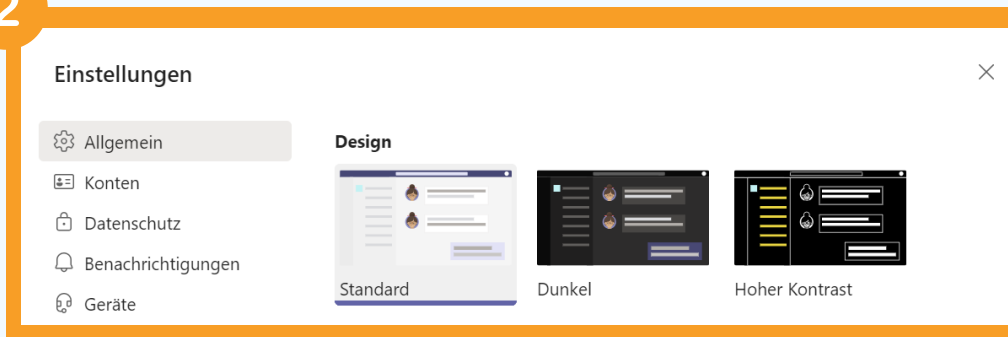 2
Einstellungen
Allgemein
Konten
Datenschutz
Benachrichtigungen
Geräte
Design
Standard
Dunkel
Hoher Kontrast